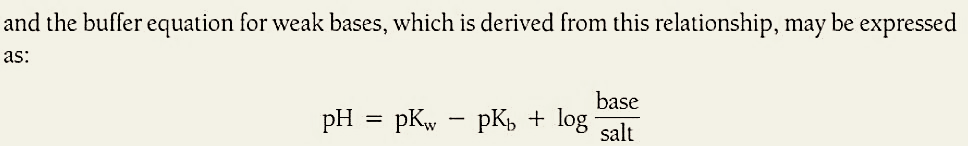 and the buffer equation for weak bases, which is derived from this relationship, may be expressed
as:
pH = pKw − pKb + log base/salt